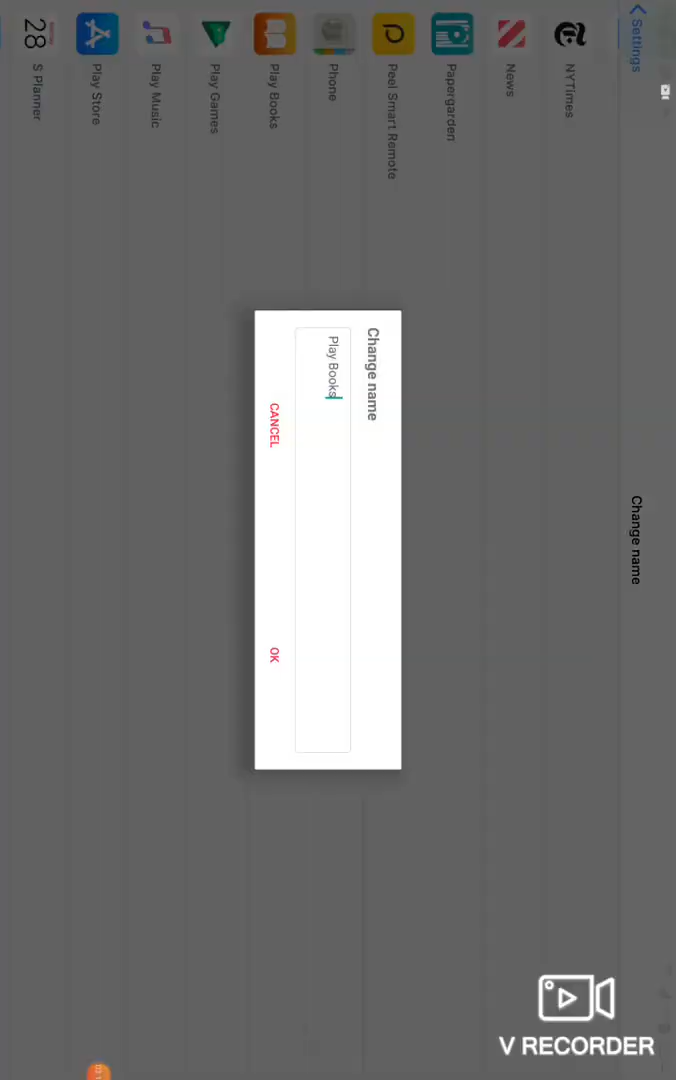 Settings
Change name
NYTimes
News
Papergarden
Peel Smart Remote
Phone
Play Books
Play Games
Play Music
Play Store
28
S Planner
Change name
Play Books
CANCEL
OK
V RECORDER